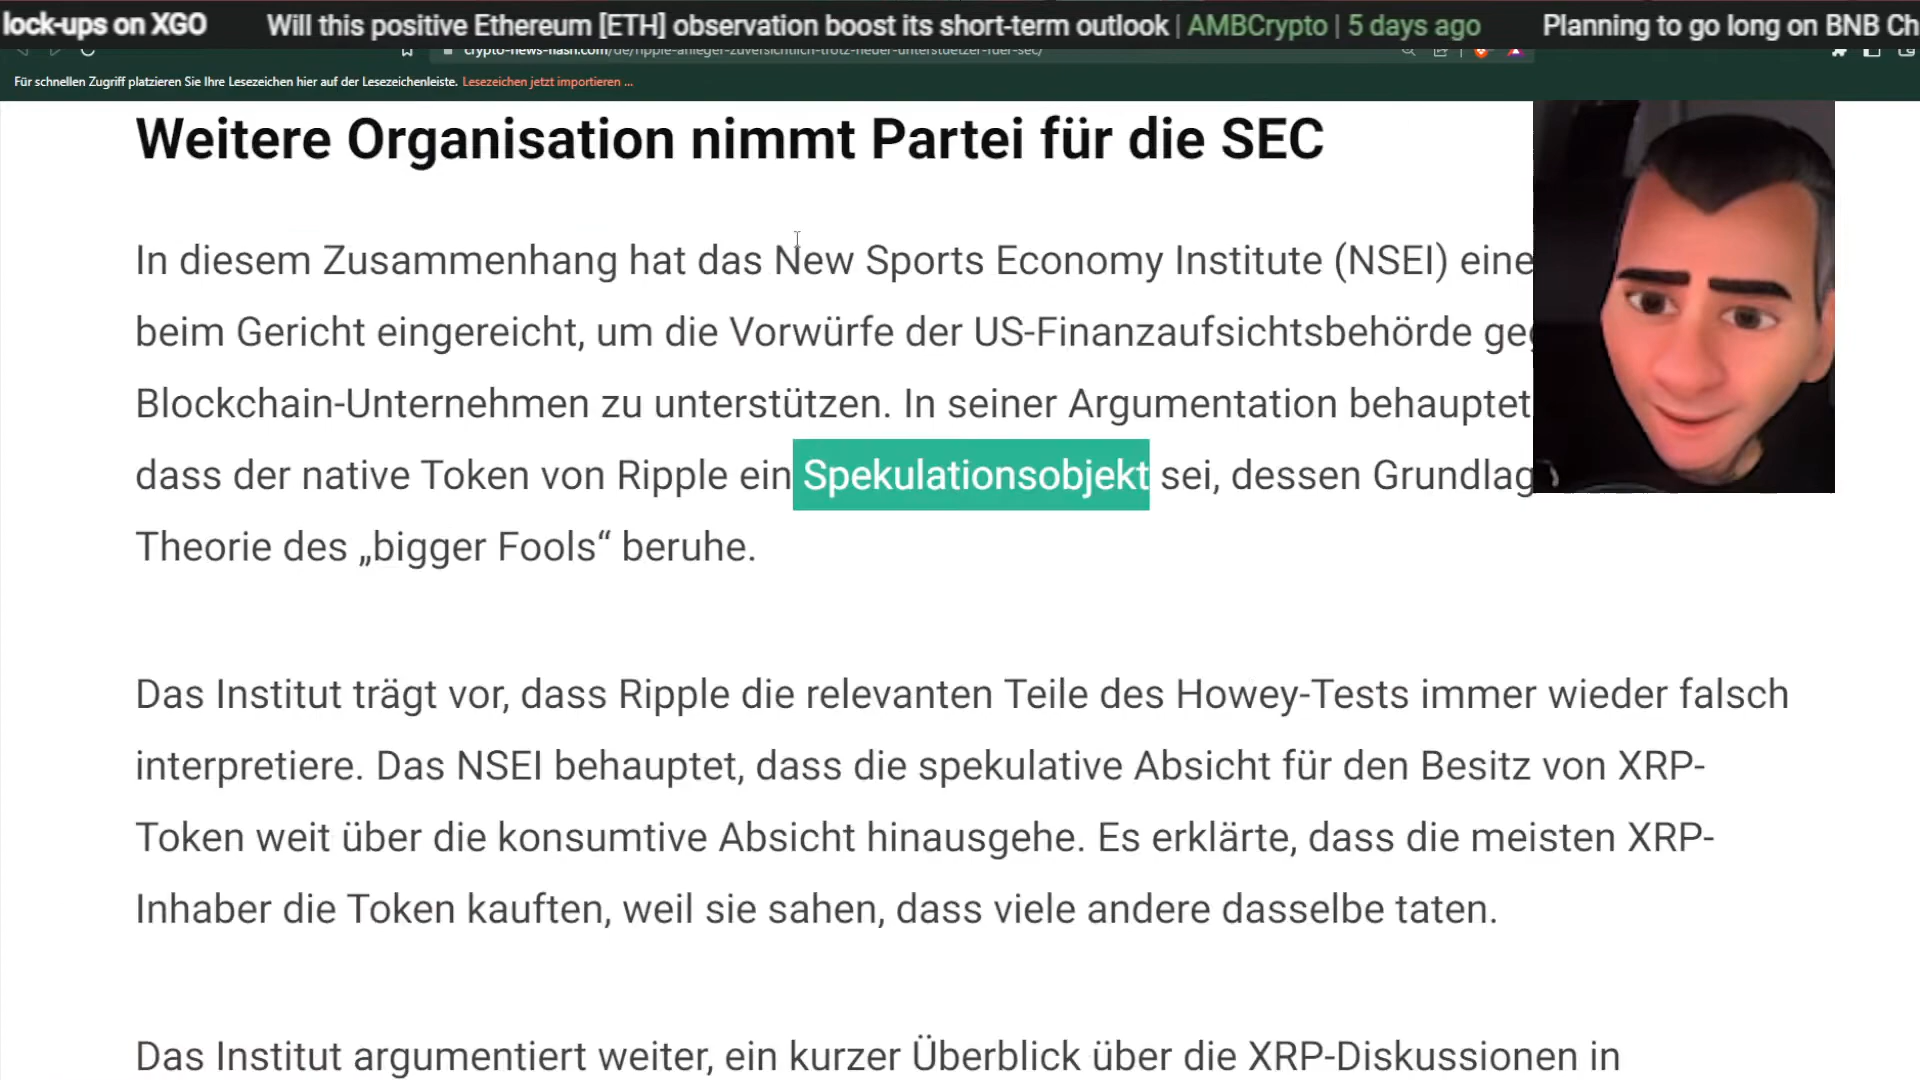 lock-ups on XGO Will this positive Ethereum [ETH] observation boost its short-term outlook | AMBCrypto | 5 days ago Planning to go long on BNB Ch
crypto-news-flash.com/de/ripple-anleger-zuversichtlich-trotz-neuer-unterstuetzer-fuer-sec/
Für schnellen Zugriff platzieren Sie Ihre Lesezeichen hier auf der Lesezeichenleiste. Lesezeichen jetzt importieren ...
Weitere Organisation nimmt Partei für die SEC
In diesem Zusammenhang hat das New Sports Economy Institute (NSEI) eine
beim Gericht eingereicht, um die Vorwürfe der US-Finanzaufsichtsbehörde geg
Blockchain-Unternehmen zu unterstützen. In seiner Argumentation behauptet
dass der native Token von Ripple ein Spekulationsobjekt sei, dessen Grundlag
Theorie des „bigger Fools“ beruhe.
Das Institut trägt vor, dass Ripple die relevanten Teile des Howey-Tests immer wieder falsch
interpretiere. Das NSEI behauptet, dass die spekulative Absicht für den Besitz von XRP-
Token weit über die konsumtive Absicht hinausgehe. Es erklärte, dass die meisten XRP-
Inhaber die Token kauften, weil sie sahen, dass viele andere dasselbe taten.
Das Institut argumentiert weiter, ein kurzer Überblick über die XRP-Diskussionen in